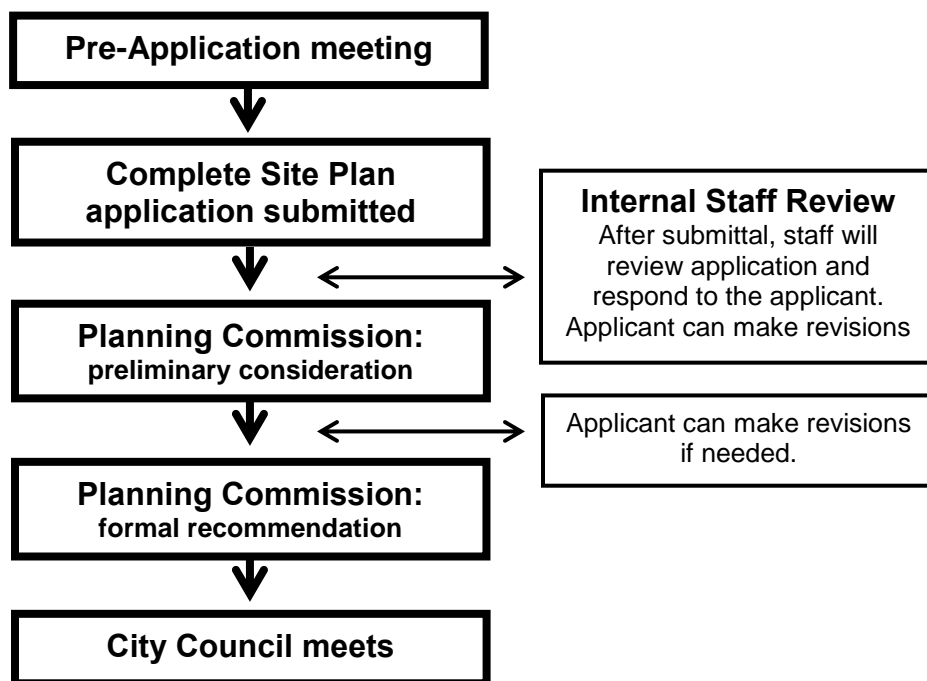 Pre-Application meeting
Complete Site Plan
application submitted
Internal Staff Review
After submittal, staff will
review application and
respond to the applicant.
Applicant can make revisions
Planning Commission:
preliminary consideration
Applicant can make revisions
if needed.
Planning Commission:
formal recommendation
City Council meets